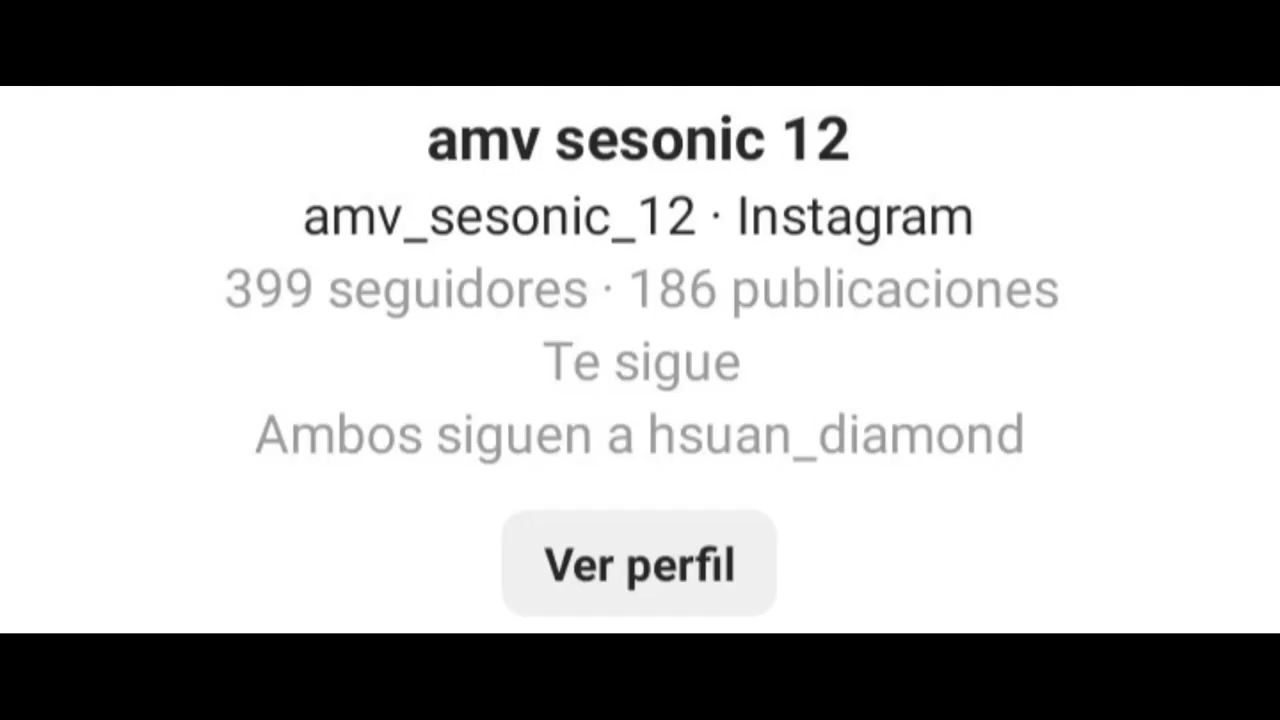 amv sesonic 12
amv_sesonic_12 · Instagram
399 seguidores · 186 publicaciones
Te sigue
Ambos siguen a hsuan_diamond
Ver perfil